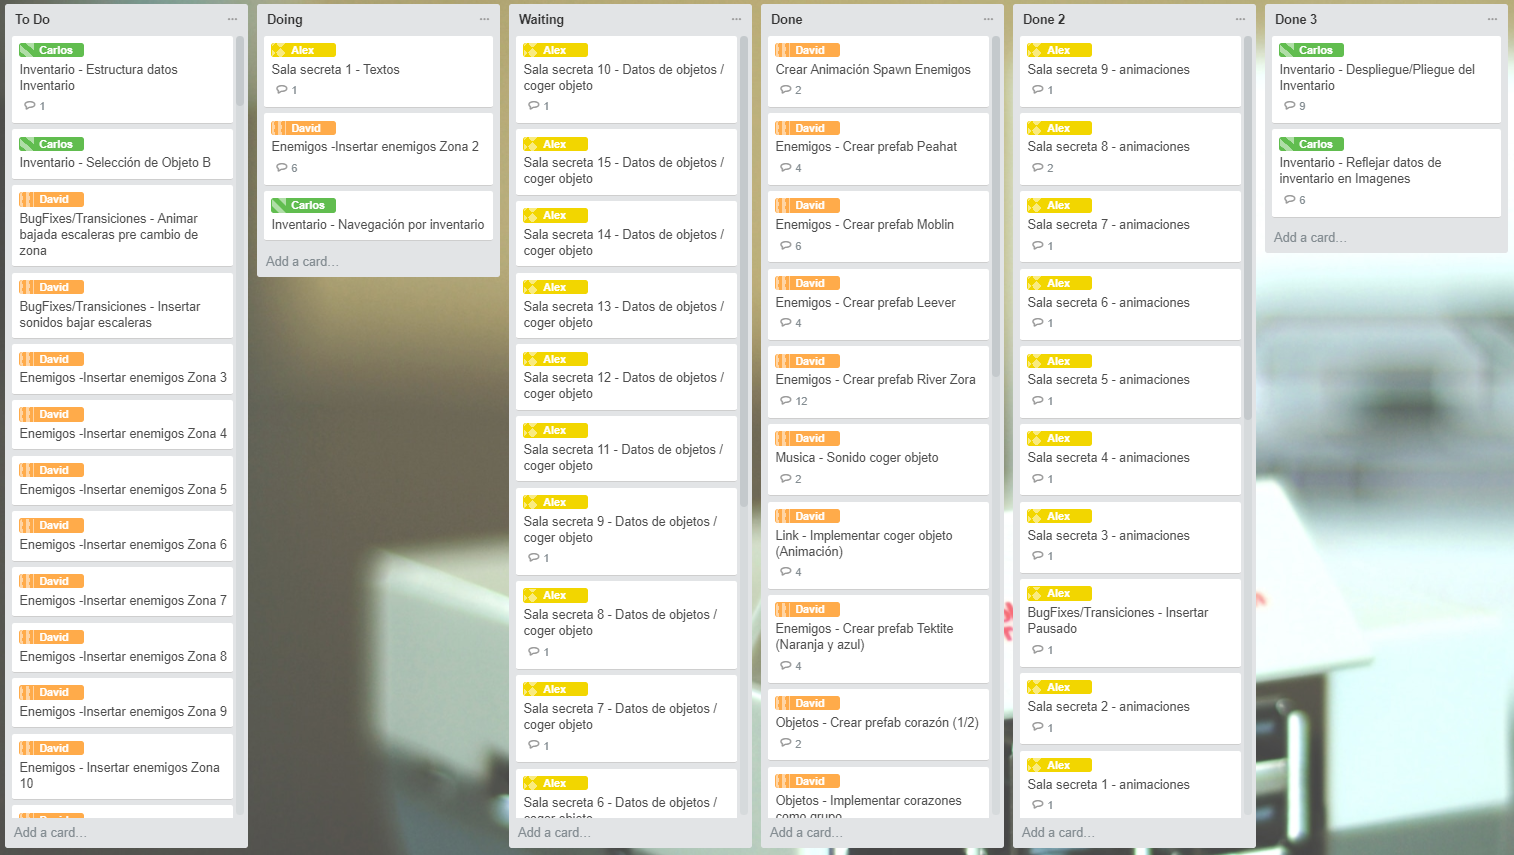 To Do
Carlos
Inventario - Estructura datos
Inventario
1
Carlos
Inventario - Selección de Objeto B
David
BugFixes/Transiciones - Animar
bajada escaleras pre cambio de
zona
David
BugFixes/Transiciones - Insertar
sonidos bajar escaleras
David
Enemigos -Insertar enemigos Zona 3
David
Enemigos -Insertar enemigos Zona 4
David
Enemigos -Insertar enemigos Zona 5
David
Enemigos -Insertar enemigos Zona 6
David
Enemigos -Insertar enemigos Zona 7
David
Enemigos -Insertar enemigos Zona 8
David
Enemigos -Insertar enemigos Zona 9
David
Enemigos - Insertar enemigos Zona
10
Add a card…
Doing
Alex
Sala secreta 1 - Textos
1
David
Enemigos -Insertar enemigos Zona 2
6
Carlos
Inventario - Navegación por inventario
Add a card…
Waiting
Alex
Sala secreta 10 - Datos de objetos /
coger objeto
1
Alex
Sala secreta 15 - Datos de objetos /
coger objeto
Alex
Sala secreta 14 - Datos de objetos /
coger objeto
Alex
Sala secreta 13 - Datos de objetos /
coger objeto
Alex
Sala secreta 12 - Datos de objetos /
coger objeto
Alex
Sala secreta 11 - Datos de objetos /
coger objeto
Alex
Sala secreta 9 - Datos de objetos /
coger objeto
1
Alex
Sala secreta 8 - Datos de objetos /
coger objeto
1
Alex
Sala secreta 7 - Datos de objetos /
coger objeto
1
Alex
Sala secreta 6 - Datos de objetos /
coger objeto
Add a card…
Done
David
Crear Animación Spawn Enemigos
2
David
Enemigos - Crear prefab Peahat
4
David
Enemigos - Crear prefab Moblin
6
David
Enemigos - Crear prefab Leever
4
David
Enemigos - Crear prefab River Zora
12
David
Musica - Sonido coger objeto
2
David
Link - Implementar coger objeto
(Animación)
4
David
Enemigos - Crear prefab Tektite
(Naranja y azul)
4
David
Objetos - Crear prefab corazón (1/2)
2
David
Objetos - Implementar corazones
como grupo
Add a card…
Done 2
Alex
Sala secreta 9 - animaciones
1
Alex
Sala secreta 8 - animaciones
2
Alex
Sala secreta 7 - animaciones
1
Alex
Sala secreta 6 - animaciones
1
Alex
Sala secreta 5 - animaciones
1
Alex
Sala secreta 4 - animaciones
1
Alex
Sala secreta 3 - animaciones
1
Alex
BugFixes/Transiciones - Insertar
Pausado
1
Alex
Sala secreta 2 - animaciones
1
Alex
Sala secreta 1 - animaciones
1
Add a card…
Done 3
Carlos
Inventario - Despliegue/Pliegue del
Inventario
9
Carlos
Inventario - Reflejar datos de
inventario en Imagenes
6
Add a card…